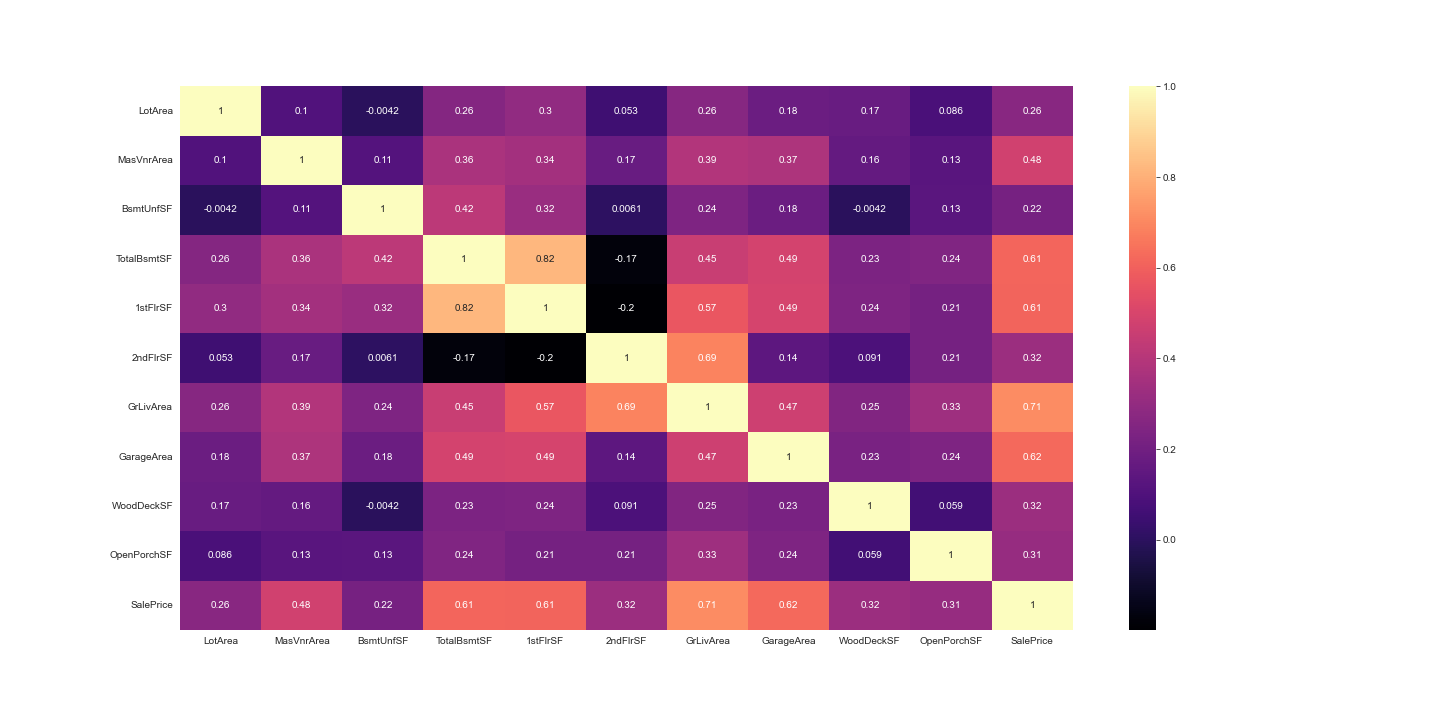 LotArea 1 0.1 -0.0042 0.26 0.3 0.053 0.26 0.18 0.17 0.086 0.26
MasVnrArea 0.1 1 0.11 0.36 0.34 0.17 0.39 0.37 0.16 0.13 0.48
BsmtUnfSF -0.0042 0.11 1 0.42 0.32 0.0061 0.24 0.18 -0.0042 0.13 0.22
TotalBsmtSF 0.26 0.36 0.42 1 0.82 -0.17 0.45 0.49 0.23 0.24 0.61
1stFlrSF 0.3 0.34 0.32 0.82 1 -0.2 0.57 0.49 0.24 0.21 0.61
2ndFlrSF 0.053 0.17 0.0061 -0.17 -0.2 1 0.69 0.14 0.091 0.21 0.32
GrLivArea 0.26 0.39 0.24 0.45 0.57 0.69 1 0.47 0.25 0.33 0.71
GarageArea 0.18 0.37 0.18 0.49 0.49 0.14 0.47 1 0.23 0.24 0.62
WoodDeckSF 0.17 0.16 -0.0042 0.23 0.24 0.091 0.25 0.23 1 0.059 0.32
OpenPorchSF 0.086 0.13 0.13 0.24 0.21 0.21 0.33 0.24 0.059 1 0.31
SalePrice 0.26 0.48 0.22 0.61 0.61 0.32 0.71 0.62 0.32 0.31 1
LotArea MasVnrArea BsmtUnfSF TotalBsmtSF 1stFlrSF 2ndFlrSF GrLivArea GarageArea WoodDeckSF OpenPorchSF SalePrice
1.0
0.8
0.6
0.4
0.2
0.0